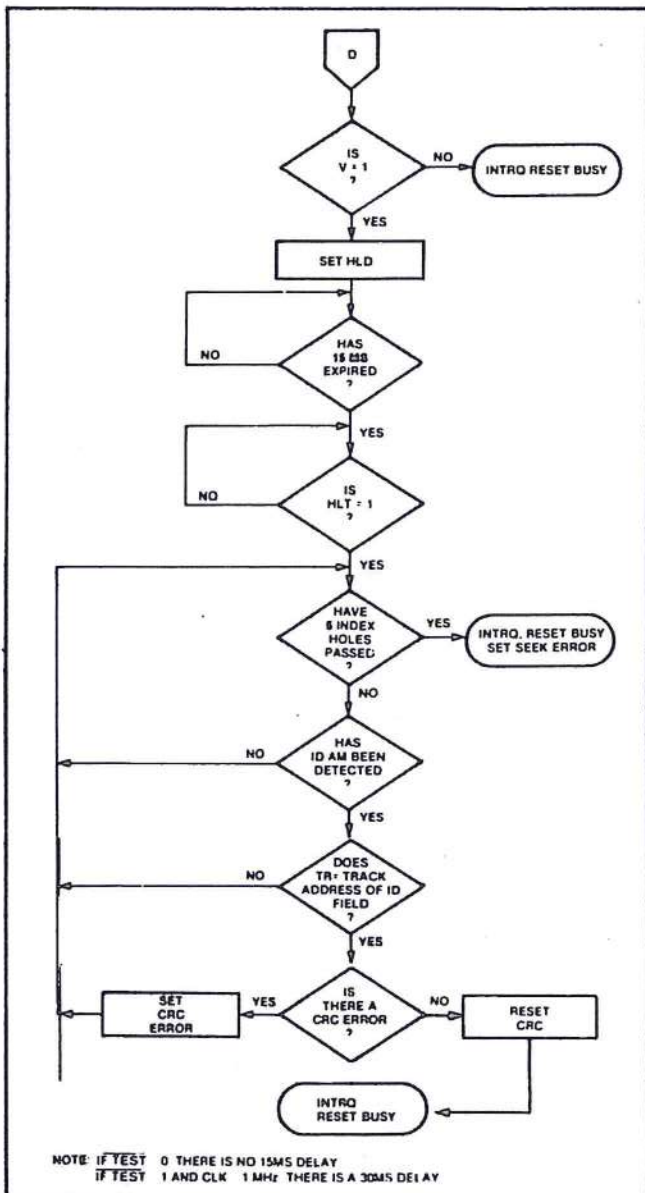 D
IS
V = 1
?
NO
INTRQ RESET BUSY
YES
SET HLD
NO
HAS
15 MS
EXPIRED
?
YES
NO
IS
HLT = 1
?
YES
HAVE
5 INDEX
HOLES
PASSED
?
YES
INTRQ, RESET BUSY
SET SEEK ERROR
NO
NO
HAS
ID AM BEEN
DETECTED
?
YES
NO
DOES
TR= TRACK
ADDRESS OF ID
FIELD
?
YES
SET
CRC
ERROR
YES
IS
THERE A
CRC ERROR
?
NO
RESET
CRC
INTRQ
RESET BUSY
NOTE: IF TEST 0 THERE IS NO 15MS DELAY
IF TEST 1 AND CLK 1 MHz THERE IS A 30MS DELAY